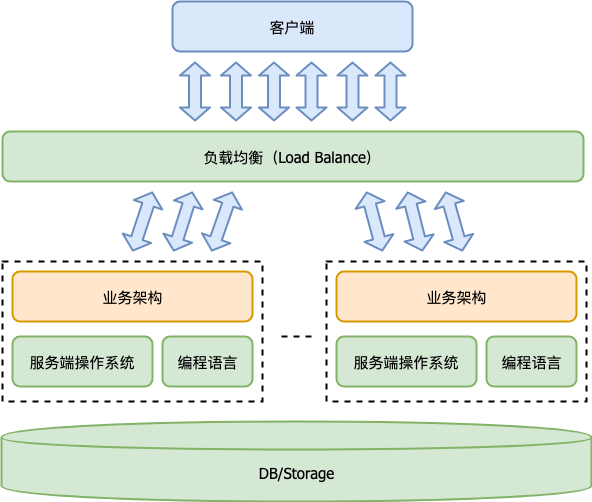 客户端
负载均衡（Load Balance）
业务架构
服务端操作系统
编程语言
业务架构
服务端操作系统
编程语言
DB/Storage